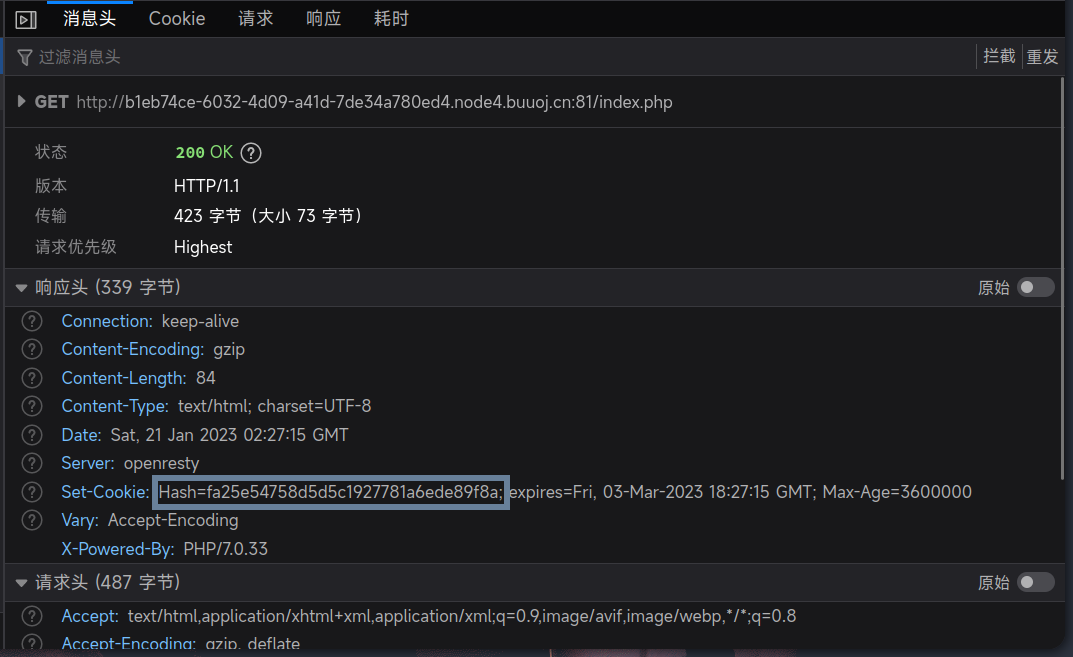 消息头 Cookie 请求 响应 耗时
过滤消息头 拦截 重发
GET http://b1eb74ce-6032-4d09-a41d-7de34a780ed4.node4.buuoj.cn:81/index.php
状态 200 OK ?
版本 HTTP/1.1
传输 423 字节（大小 73 字节）
请求优先级 Highest
响应头 (339 字节) 原始
? Connection: keep-alive
? Content-Encoding: gzip
? Content-Length: 84
? Content-Type: text/html; charset=UTF-8
? Date: Sat, 21 Jan 2023 02:27:15 GMT
? Server: openresty
? Set-Cookie: Hash=fa25e54758d5d5c1927781a6ede89f8a; expires=Fri, 03-Mar-2023 18:27:15 GMT; Max-Age=3600000
? Vary: Accept-Encoding
X-Powered-By: PHP/7.0.33
请求头 (487 字节) 原始
? Accept: text/html,application/xhtml+xml,application/xml;q=0.9,image/avif,image/webp,*/*;q=0.8
? Accept-Encoding: gzip, deflate